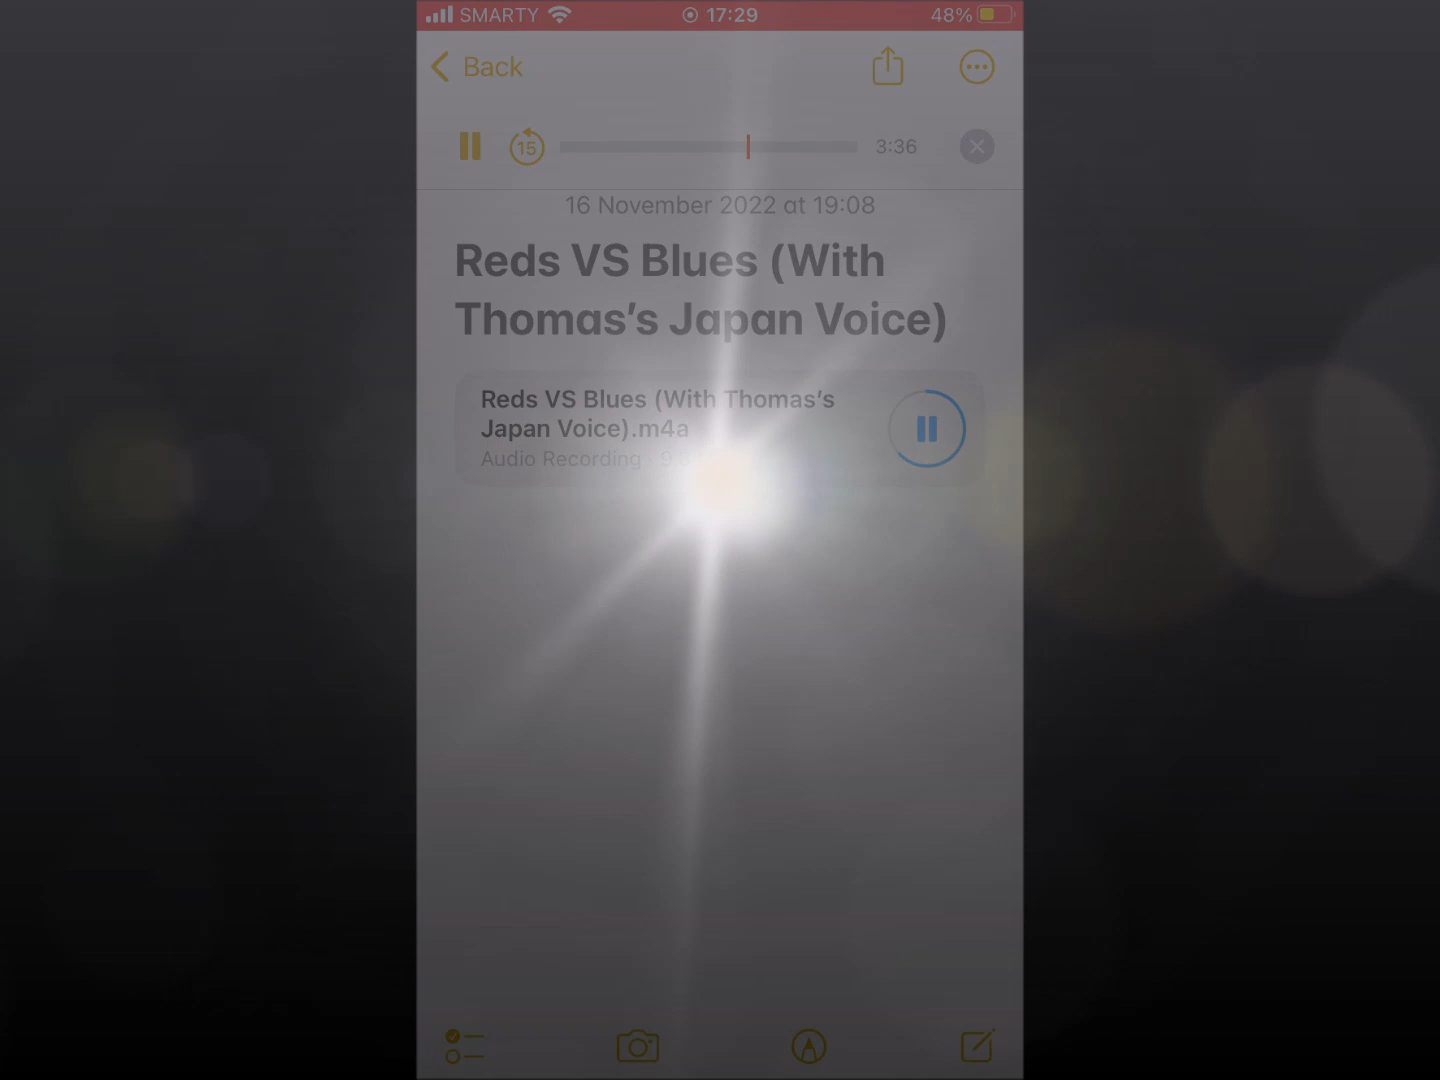 SMARTY 17:29 48%
Back
15 3:36
16 November 2022 at 19:08
Reds VS Blues (With
Thomas’s Japan Voice)
Reds VS Blues (With Thomas’s
Japan Voice).m4a
Audio Recording